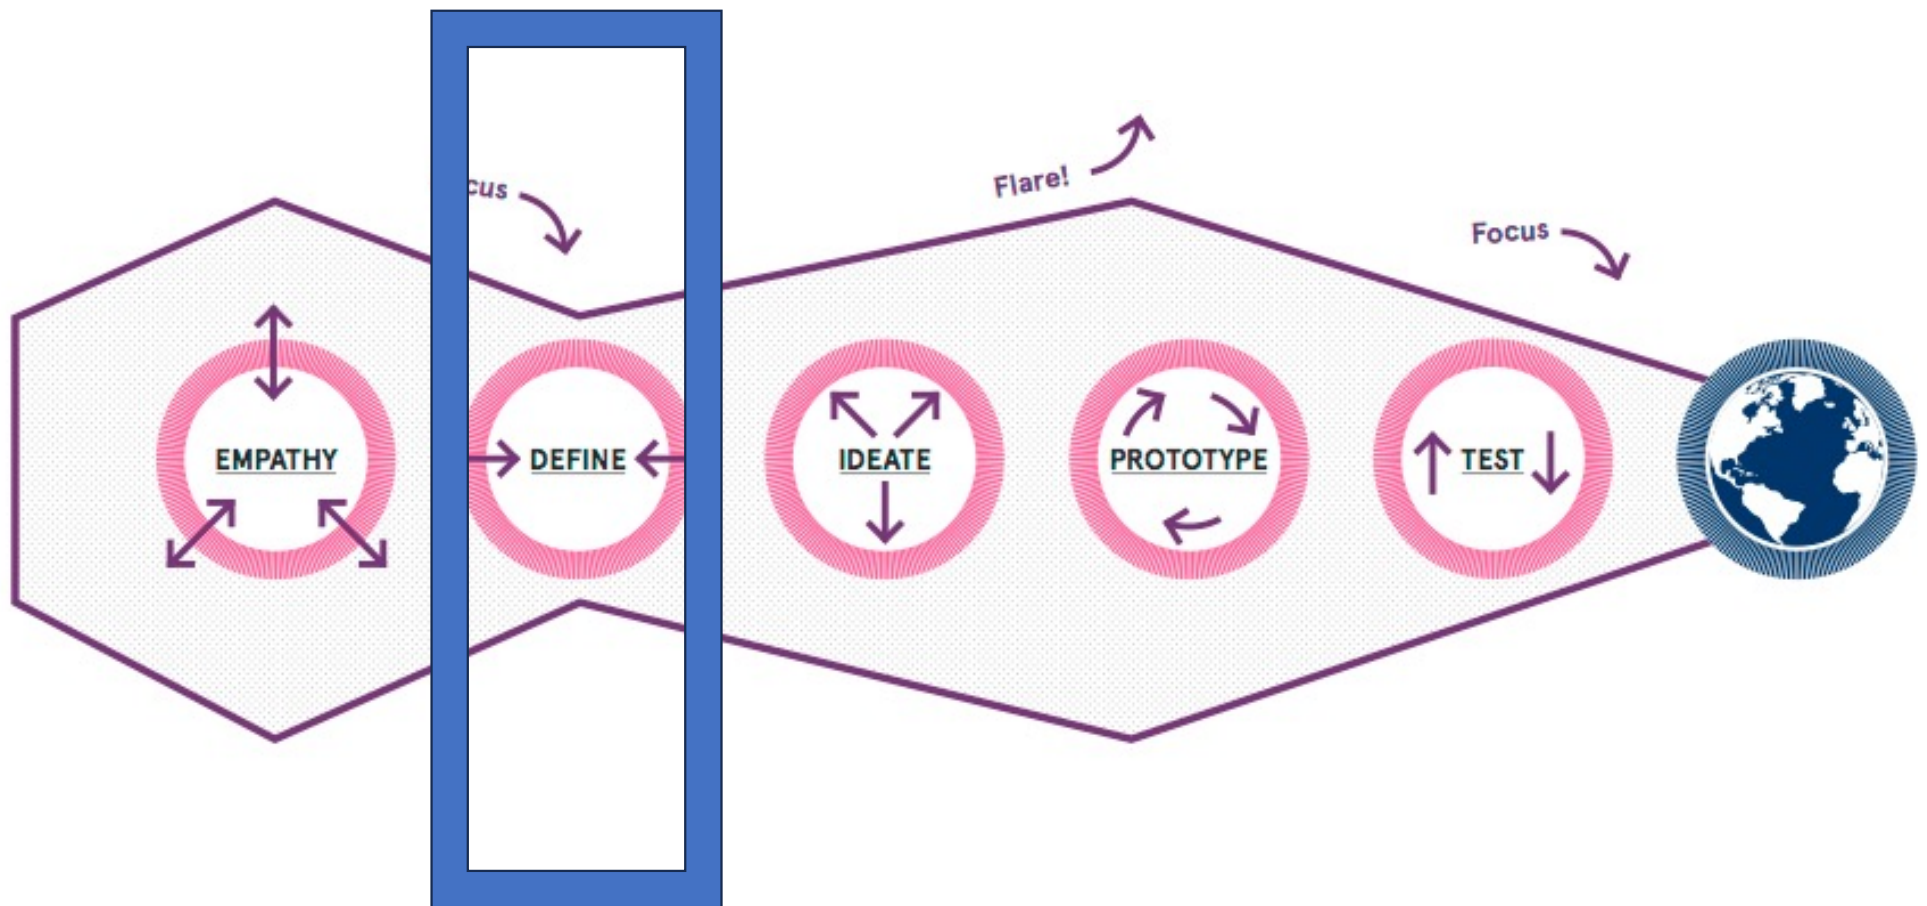 Flare!
cus
Focus
EMPATHY
DEFINE
IDEATE
PROTOTYPE
TEST